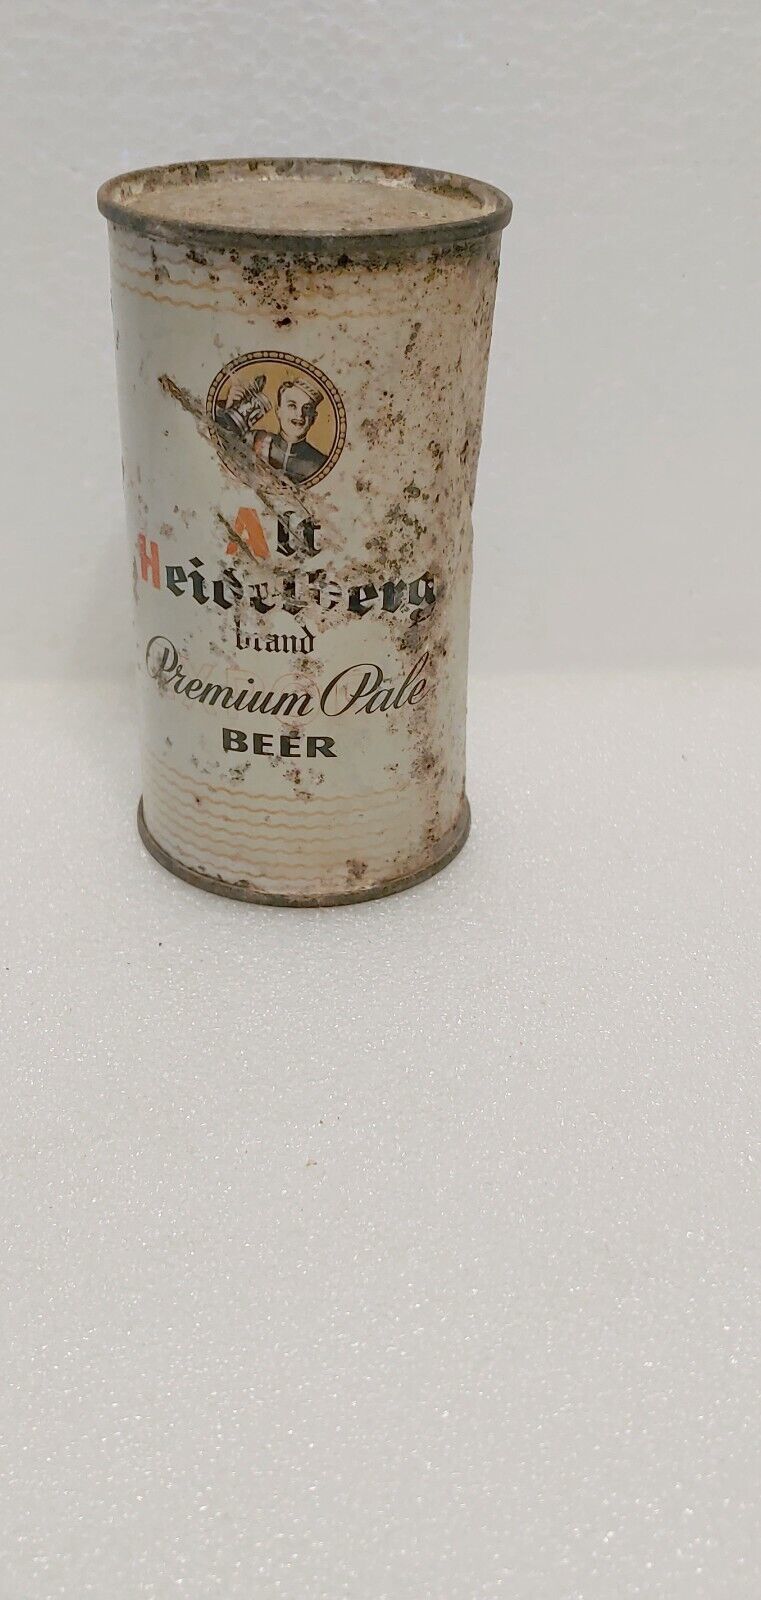 Alt
Heidelberg
brand
Premium Pale
BEER